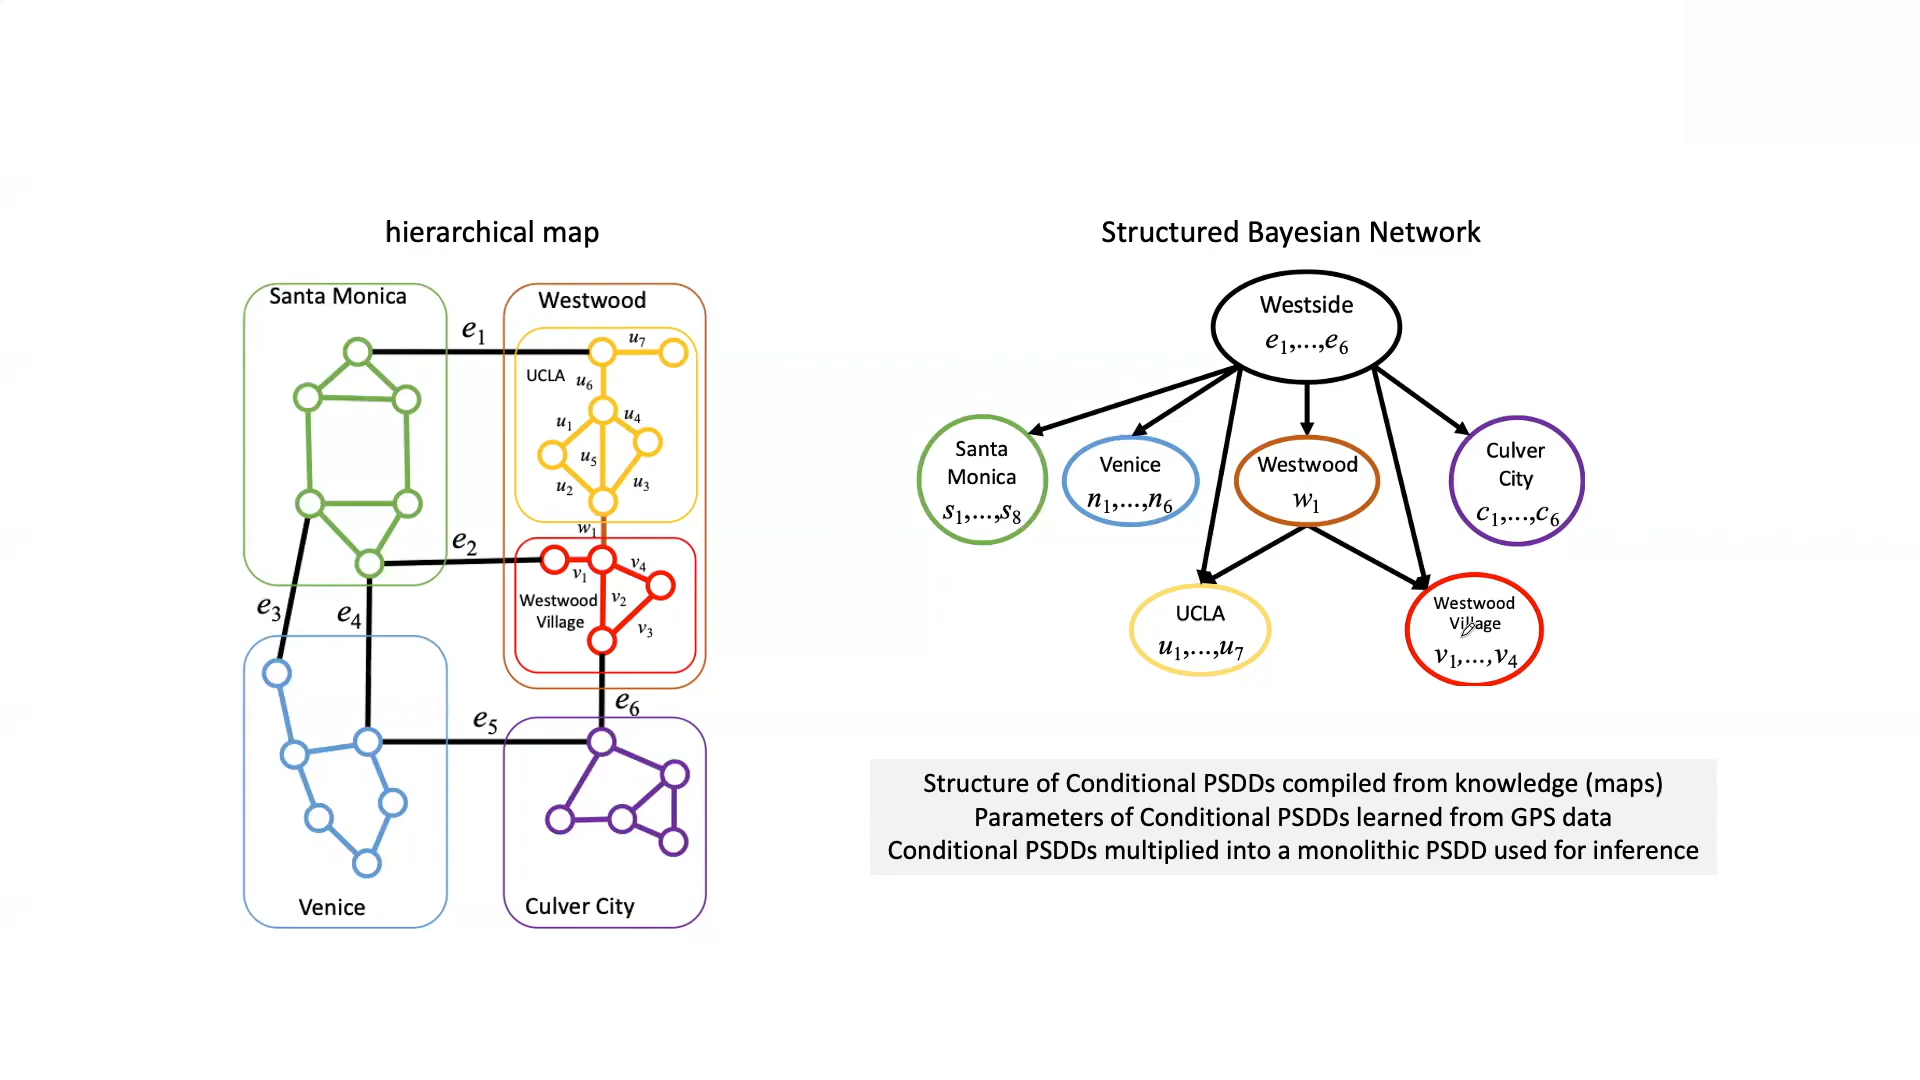 hierarchical map
Santa Monica
Westwood
e1
u7
UCLA
u6
u1
u4
u5
u2
u3
w1
e2
v1
v4
Westwood
Village
v2
v3
e3
e4
e5
e6
Venice
Culver City
Structured Bayesian Network
Westside
e1,...,e6
Santa
Monica
s1,...,s8
Venice
n1,...,n6
Westwood
w1
Culver
City
c1,...,c6
UCLA
u1,...,u7
Westwood
Village
v1,...,v4
Structure of Conditional PSDDs compiled from knowledge (maps)
Parameters of Conditional PSDDs learned from GPS data
Conditional PSDDs multiplied into a monolithic PSDD used for inference